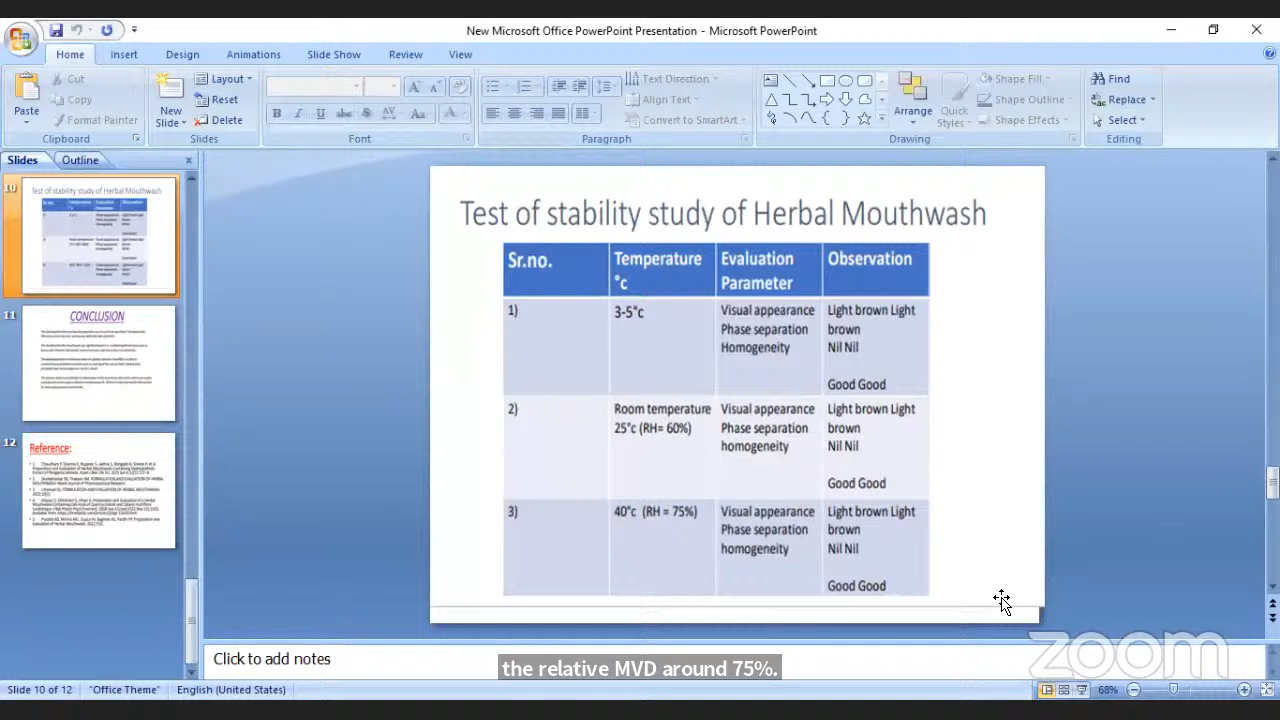 New Microsoft Office PowerPoint Presentation - Microsoft PowerPoint
Home Insert Design Animations Slide Show Review View
Paste
Cut
Copy
Format Painter
Clipboard
New
Slide
Layout
Reset
Delete
Slides
B I U abc S AV Aa A
Font
Text Direction
Align Text
Convert to SmartArt
Paragraph
Arrange
Quick
Styles
Shape Fill
Shape Outline
Shape Effects
Drawing
Find
Replace
Select
Editing
Slides Outline
10
Test of stability study of Herbal Mouthwash
11
CONCLUSION
12
Reference:
Test of stability study of Herbal Mouthwash
Sr.no. Temperature Evaluation Observation
°c Parameter
1) 3-5°c Visual appearance Light brown Light
Phase separation brown
Homogeneity Nil Nil
Good Good
2) Room temperature Visual appearance Light brown Light
25°c (RH= 60%) Phase separation brown
homogeneity Nil Nil
Good Good
3) 40°c (RH = 75%) Visual appearance Light brown Light
Phase separation brown
homogeneity Nil Nil
Good Good
Click to add notes
the relative MVD around 75%.
zoom
Slide 10 of 12 "Office Theme" English (United States) 68%